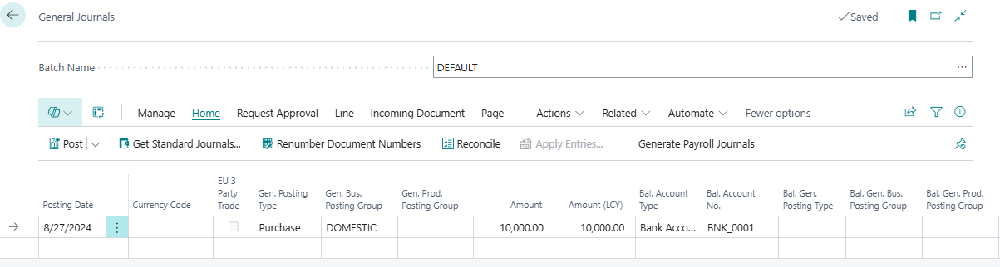 General Journals
Saved
Batch Name
DEFAULT
Manage Home Request Approval Line Incoming Document Page Actions Related Automate Fewer options
Post Get Standard Journals... Renumber Document Numbers Reconcile Apply Entries... Generate Payroll Journals
Posting Date Currency Code EU 3-Party Trade Gen. Posting Type Gen. Bus. Posting Group Gen. Prod. Posting Group Amount Amount (LCY) Bal. Account Type Bal. Account No. Bal. Gen. Posting Type Bal. Gen. Bus. Posting Group Bal. Gen. Prod. Posting Group
8/27/2024 Purchase DOMESTIC 10,000.00 10,000.00 Bank Acco... BNK_0001